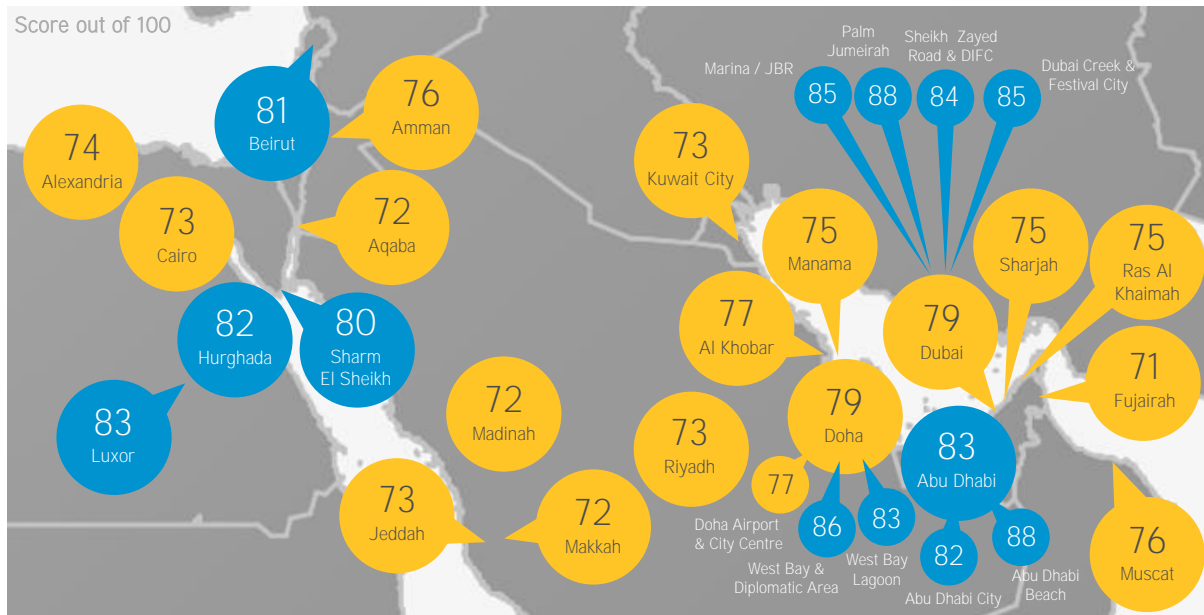 Score out of 100
81
Beirut
76
Amman
74
Alexandria
73
Cairo
72
Aqaba
82
Hurghada
80
Sharm
El Sheikh
83
Luxor
72
Madinah
73
Jeddah
72
Makkah
73
Kuwait City
75
Manama
77
Al Khobar
73
Riyadh
79
Doha
77
Doha Airport
& City Centre
86
West Bay &
Diplomatic Area
83
West Bay
Lagoon
Marina / JBR
85
Palm
Jumeirah
88
Sheikh Zayed
Road & DIFC
84
Dubai Creek &
Festival City
85
79
Dubai
75
Sharjah
75
Ras Al
Khaimah
71
Fujairah
83
Abu Dhabi
82
Abu Dhabi City
88
Abu Dhabi
Beach
76
Muscat